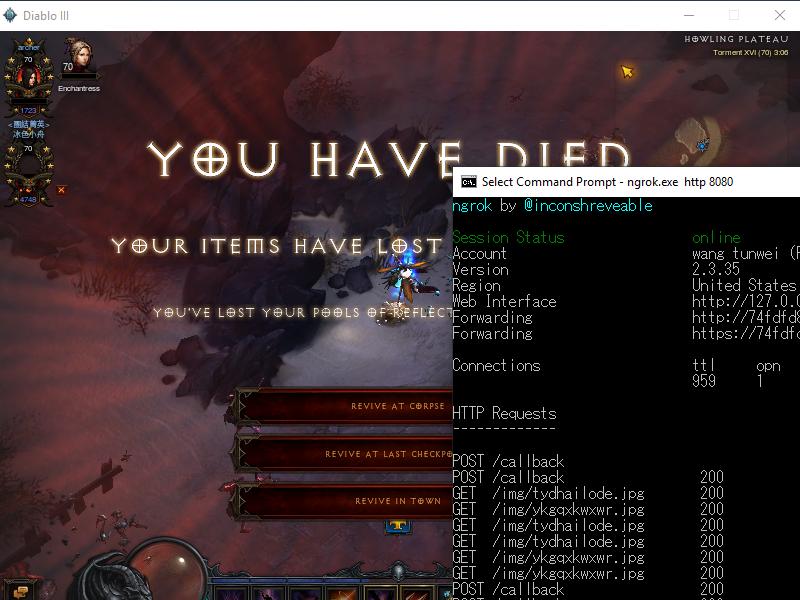 Diablo III
archer
70
1723
<團結菁英>
冰色小舟
70
4748
70
Enchantress
HOWLING PLATEAU
Torment XVI (70) 3:06
YOU HAVE DIED
YOUR ITEMS HAVE LOST
YOU'VE LOST YOUR POOLS OF REFLECT
REVIVE AT CORPSE
REVIVE AT LAST CHECKPO
REVIVE IN TOWN
Select Command Prompt - ngrok.exe http 8080
ngrok by @inconshreveable
Session Status online
Account wang tunwei (F
Version 2.3.35
Region United States
Web Interface http://127.0.0
Forwarding http://74fdfd8
Forwarding https://74fdfd
Connections ttl opn
959 1
HTTP Requests
-------------
POST /callback
POST /callback 200
GET /img/tydhailode.jpg 200
GET /img/ykgqxkwxwr.jpg 200
GET /img/tydhailode.jpg 200
GET /img/ykgqxkwxwr.jpg 200
GET /img/ykgqxkwxwr.jpg 200
GET /img/tydhailode.jpg 200
POST /callback 200